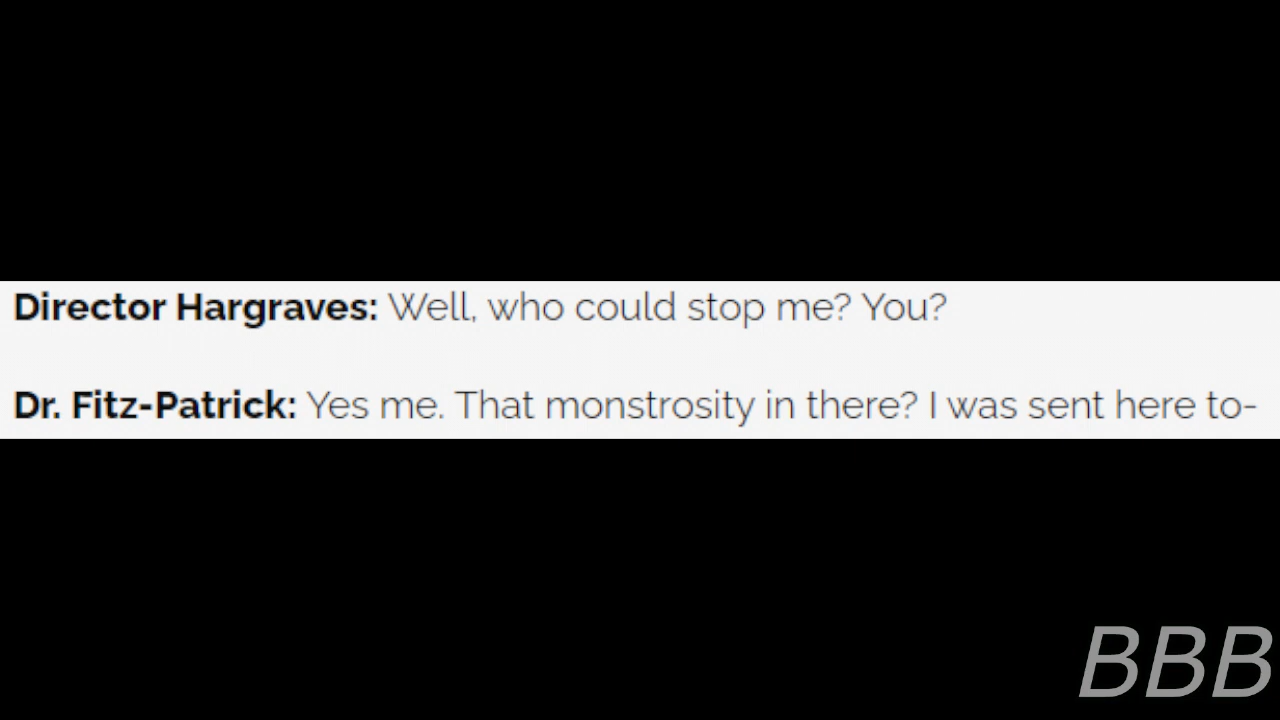 Director Hargraves: Well, who could stop me? You?
Dr. Fitz-Patrick: Yes me. That monstrosity in there? I was sent here to-
BBB